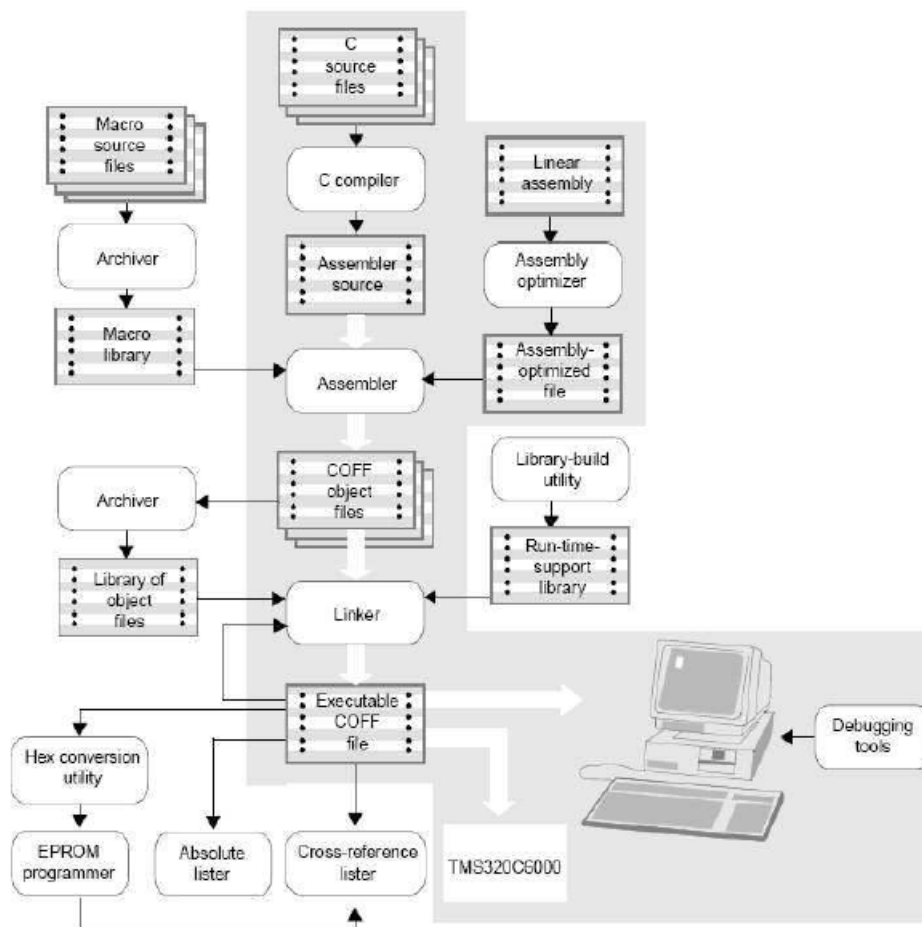 C
source
files
Macro
source
files
C compiler
Linear
assembly
Archiver
Assembler
source
Assembly
optimizer
Macro
library
Assembler
Assembly-
optimized
file
COFF
object
files
Library-build
utility
Archiver
Run-time-
support
library
Library of
object
files
Linker
Executable
COFF
file
Debugging
tools
Hex conversion
utility
EPROM
programmer
Absolute
lister
Cross-reference
lister
TMS320C6000